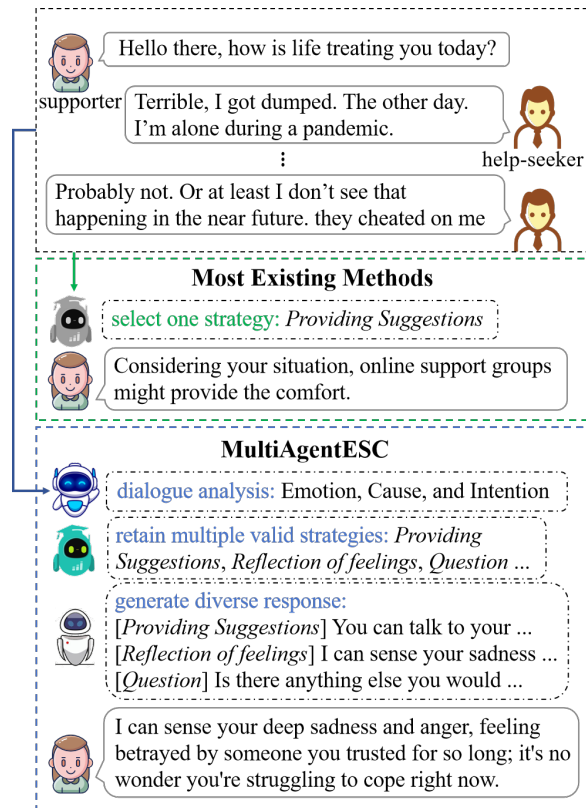 Hello there, how is life treating you today?
supporter
Terrible, I got dumped. The other day.
I'm alone during a pandemic.
help-seeker
Probably not. Or at least I don't see that
happening in the near future. they cheated on me
Most Existing Methods
select one strategy: Providing Suggestions
Considering your situation, online support groups
might provide the comfort.
MultiAgentESC
dialogue analysis: Emotion, Cause, and Intention
retain multiple valid strategies: Providing
Suggestions, Reflection of feelings, Question ...
generate diverse response:
[Providing Suggestions] You can talk to your ...
[Reflection of feelings] I can sense your sadness ...
[Question] Is there anything else you would ...
I can sense your deep sadness and anger, feeling
betrayed by someone you trusted for so long; it's no
wonder you're struggling to cope right now.